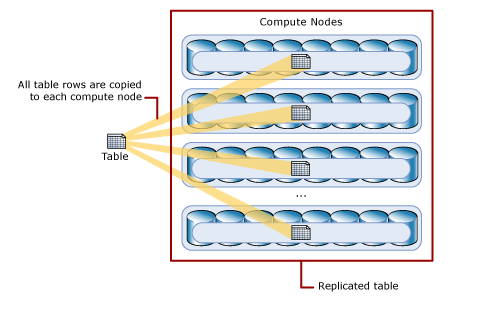 Compute Nodes
All table rows are copied
to each compute node
Table
...
Replicated table